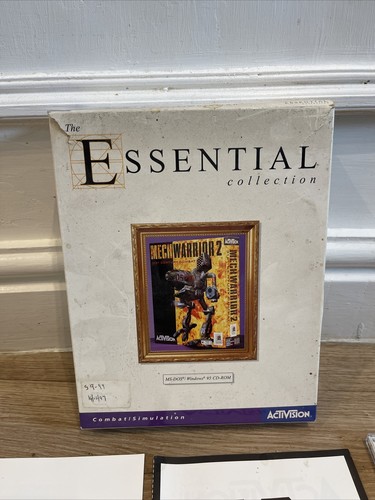 The
ESSENTIAL
collection
MECHWARRIOR 2
MECHWARRIOR 2
ACTIVISION
MS-DOS®/Windows® 95 CD-ROM
Combat/Simulation
ACTIVISION